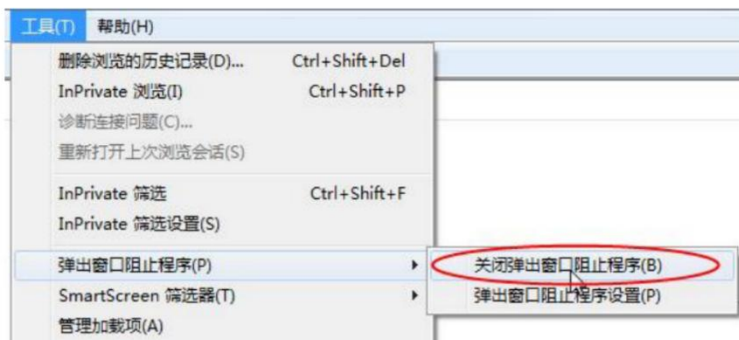 工具(T) 帮助(H)
删除浏览的历史记录(D)... Ctrl+Shift+Del
InPrivate 浏览(I) Ctrl+Shift+P
诊断连接问题(C)...
重新打开上次浏览会话(S)
InPrivate 筛选 Ctrl+Shift+F
InPrivate 筛选设置(S)
弹出窗口阻止程序(P) 关闭弹出窗口阻止程序(B)
SmartScreen 筛选器(T) 弹出窗口阻止程序设置(P)
管理加载项(A)